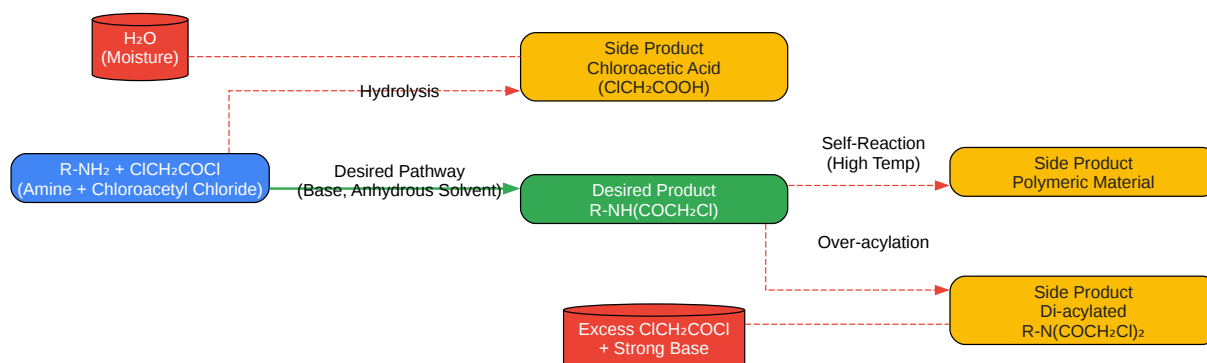 H₂O
(Moisture)
Side Product
Chloroacetic Acid
(ClCH₂COOH)
Hydrolysis
R-NH₂ + ClCH₂COCl
(Amine + Chloroacetyl Chloride)
Desired Pathway
(Base, Anhydrous Solvent)
Desired Product
R-NH(COCH₂Cl)
Self-Reaction
(High Temp)
Side Product
Polymeric Material
Over-acylation
Excess ClCH₂COCl
+ Strong Base
Side Product
Di-acylated
R-N(COCH₂Cl)₂